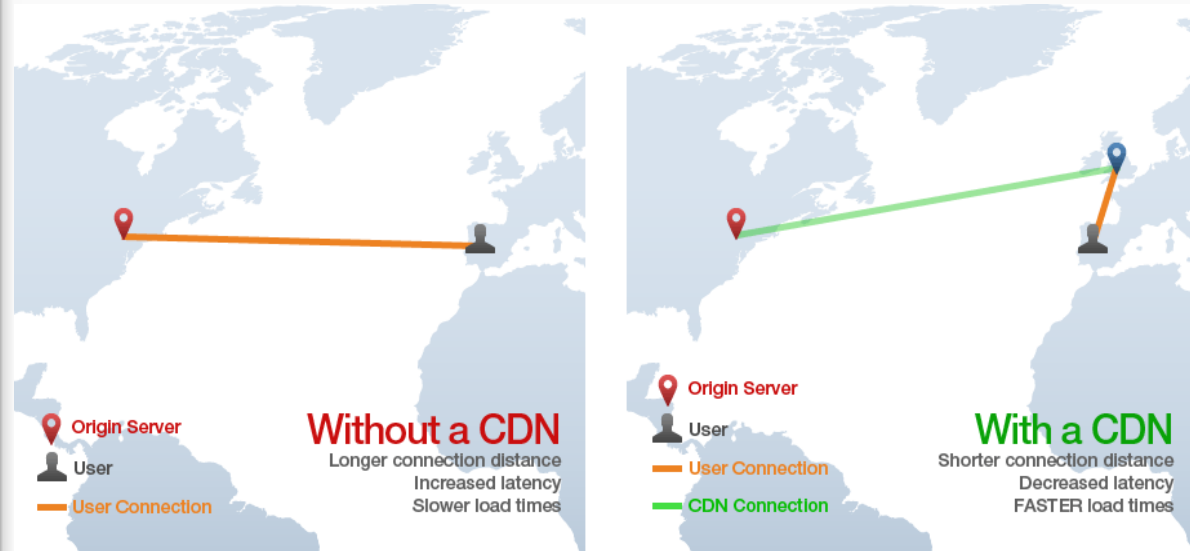 Origin Server
User
User Connection
Without a CDN
Longer connection distance
Increased latency
Slower load times
Origin Server
User
User Connection
CDN Connection
With a CDN
Shorter connection distance
Decreased latency
FASTER load times